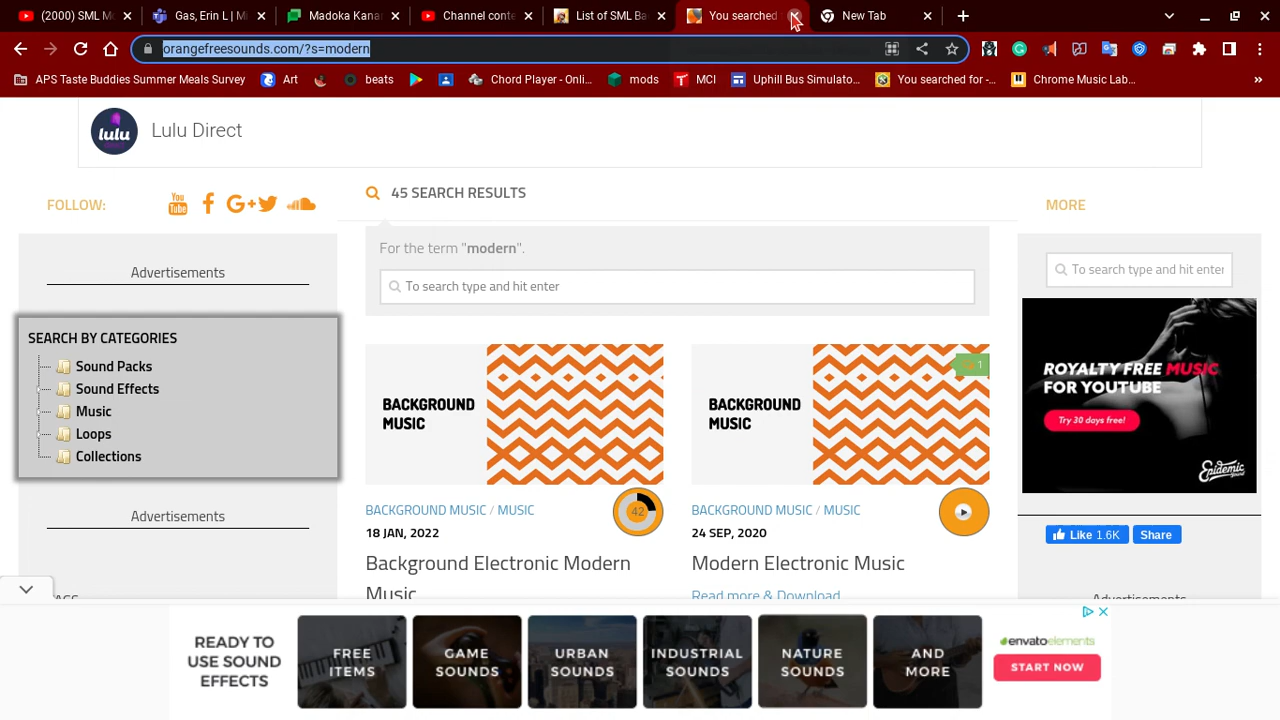 (2000) SML Mo
Gas, Erin L | Mi
Madoka Kanam
Channel conte
List of SML Ba
You searched
New Tab
orangefreesounds.com/?s=modern
APS Taste Buddies Summer Meals Survey
Art
beats
Chord Player - Onli...
mods
MCI
Uphill Bus Simulato...
You searched for -...
Chrome Music Lab...
»
lulu
Lulu Direct
FOLLOW:
You
Tube
G+
45 SEARCH RESULTS
MORE
For the term "modern".
To search type and hit enter
To search type and hit enter
Advertisements
SEARCH BY CATEGORIES
Sound Packs
Sound Effects
Music
Loops
Collections
Advertisements
BACKGROUND
MUSIC
BACKGROUND
MUSIC
1
BACKGROUND MUSIC / MUSIC
42
18 JAN, 2022
Background Electronic Modern
Music
BACKGROUND MUSIC / MUSIC
24 SEP, 2020
Modern Electronic Music
Read more & Download
ROYALTY FREE MUSIC
FOR YOUTUBE
Try 30 days free!
Epidemic
Sound
Like 1.6K
Share
Advertisements
READY TO
USE SOUND
EFFECTS
FREE
ITEMS
GAME
SOUNDS
URBAN
SOUNDS
INDUSTRIAL
SOUNDS
NATURE
SOUNDS
AND
MORE
envato elements
START NOW